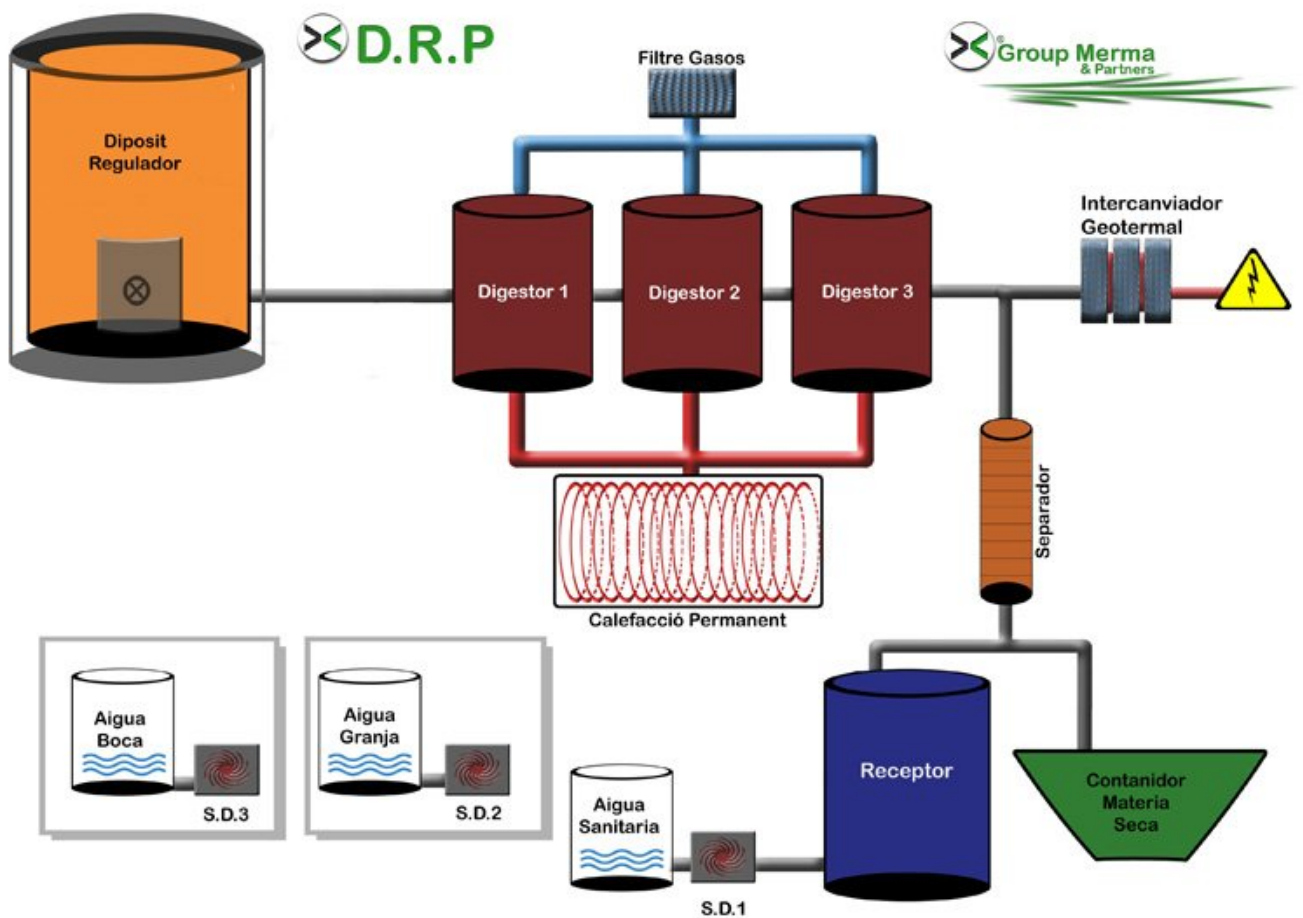 D.R.P
®
Group Merma
& Partners
Filtre Gasos
Diposit
Regulador
Intercanviador
Geotermal
Digestor 1
Digestor 2
Digestor 3
Separador
Calefacció Permanent
Aigua
Boca
S.D.3
Aigua
Granja
S.D.2
Aigua
Sanitaria
S.D.1
Receptor
Contanidor
Materia
Seca